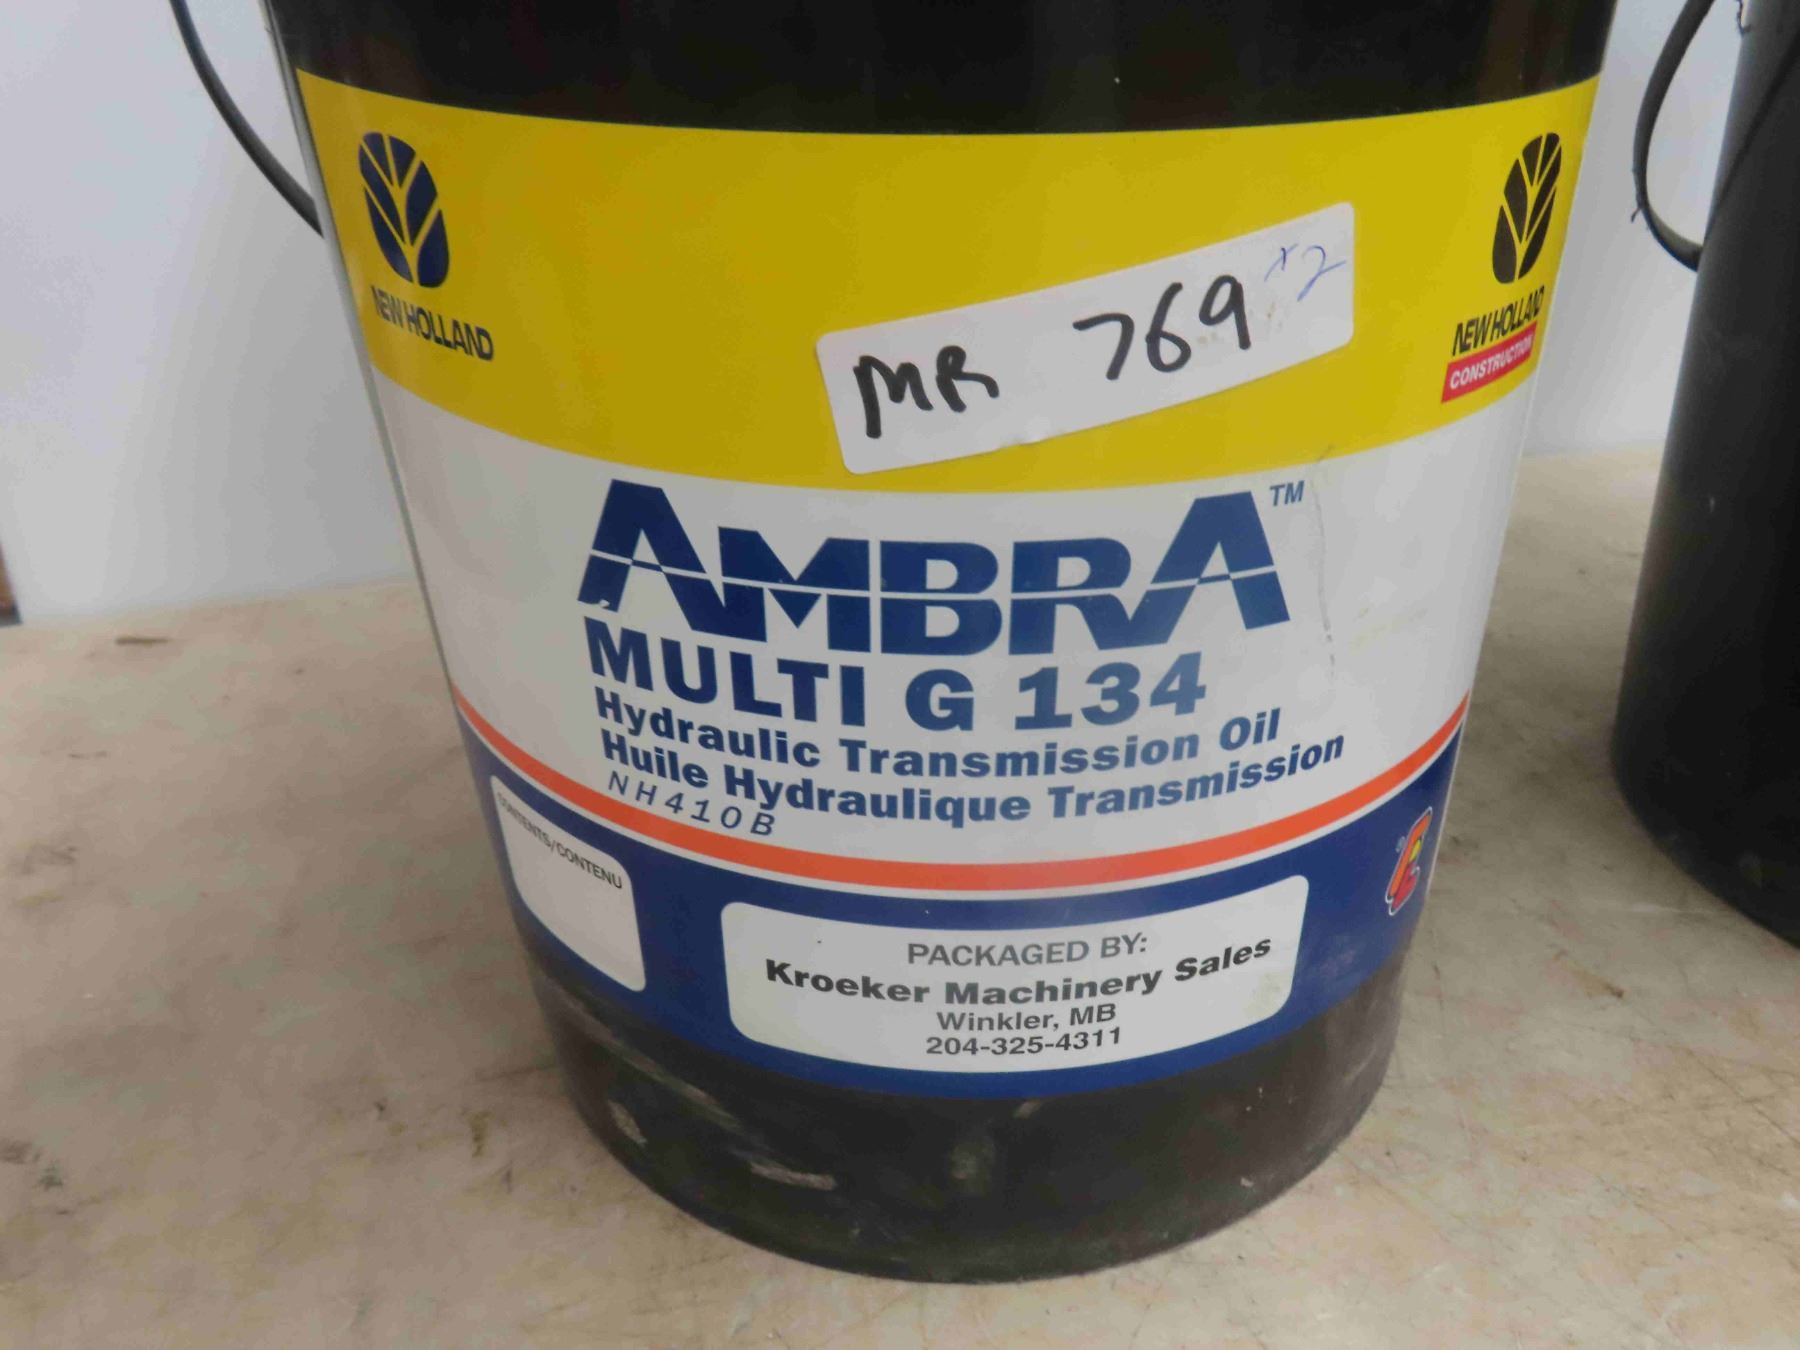 NEW HOLLAND
NEW HOLLAND
CONSTRUCTION
MR 769 x2
AMBRA™
MULTI G 134
Hydraulic Transmission Oil
Huile Hydraulique Transmission
NH410B
CONTENTS/CONTENU
PACKAGED BY:
Kroeker Machinery Sales
Winkler, MB
204-325-4311